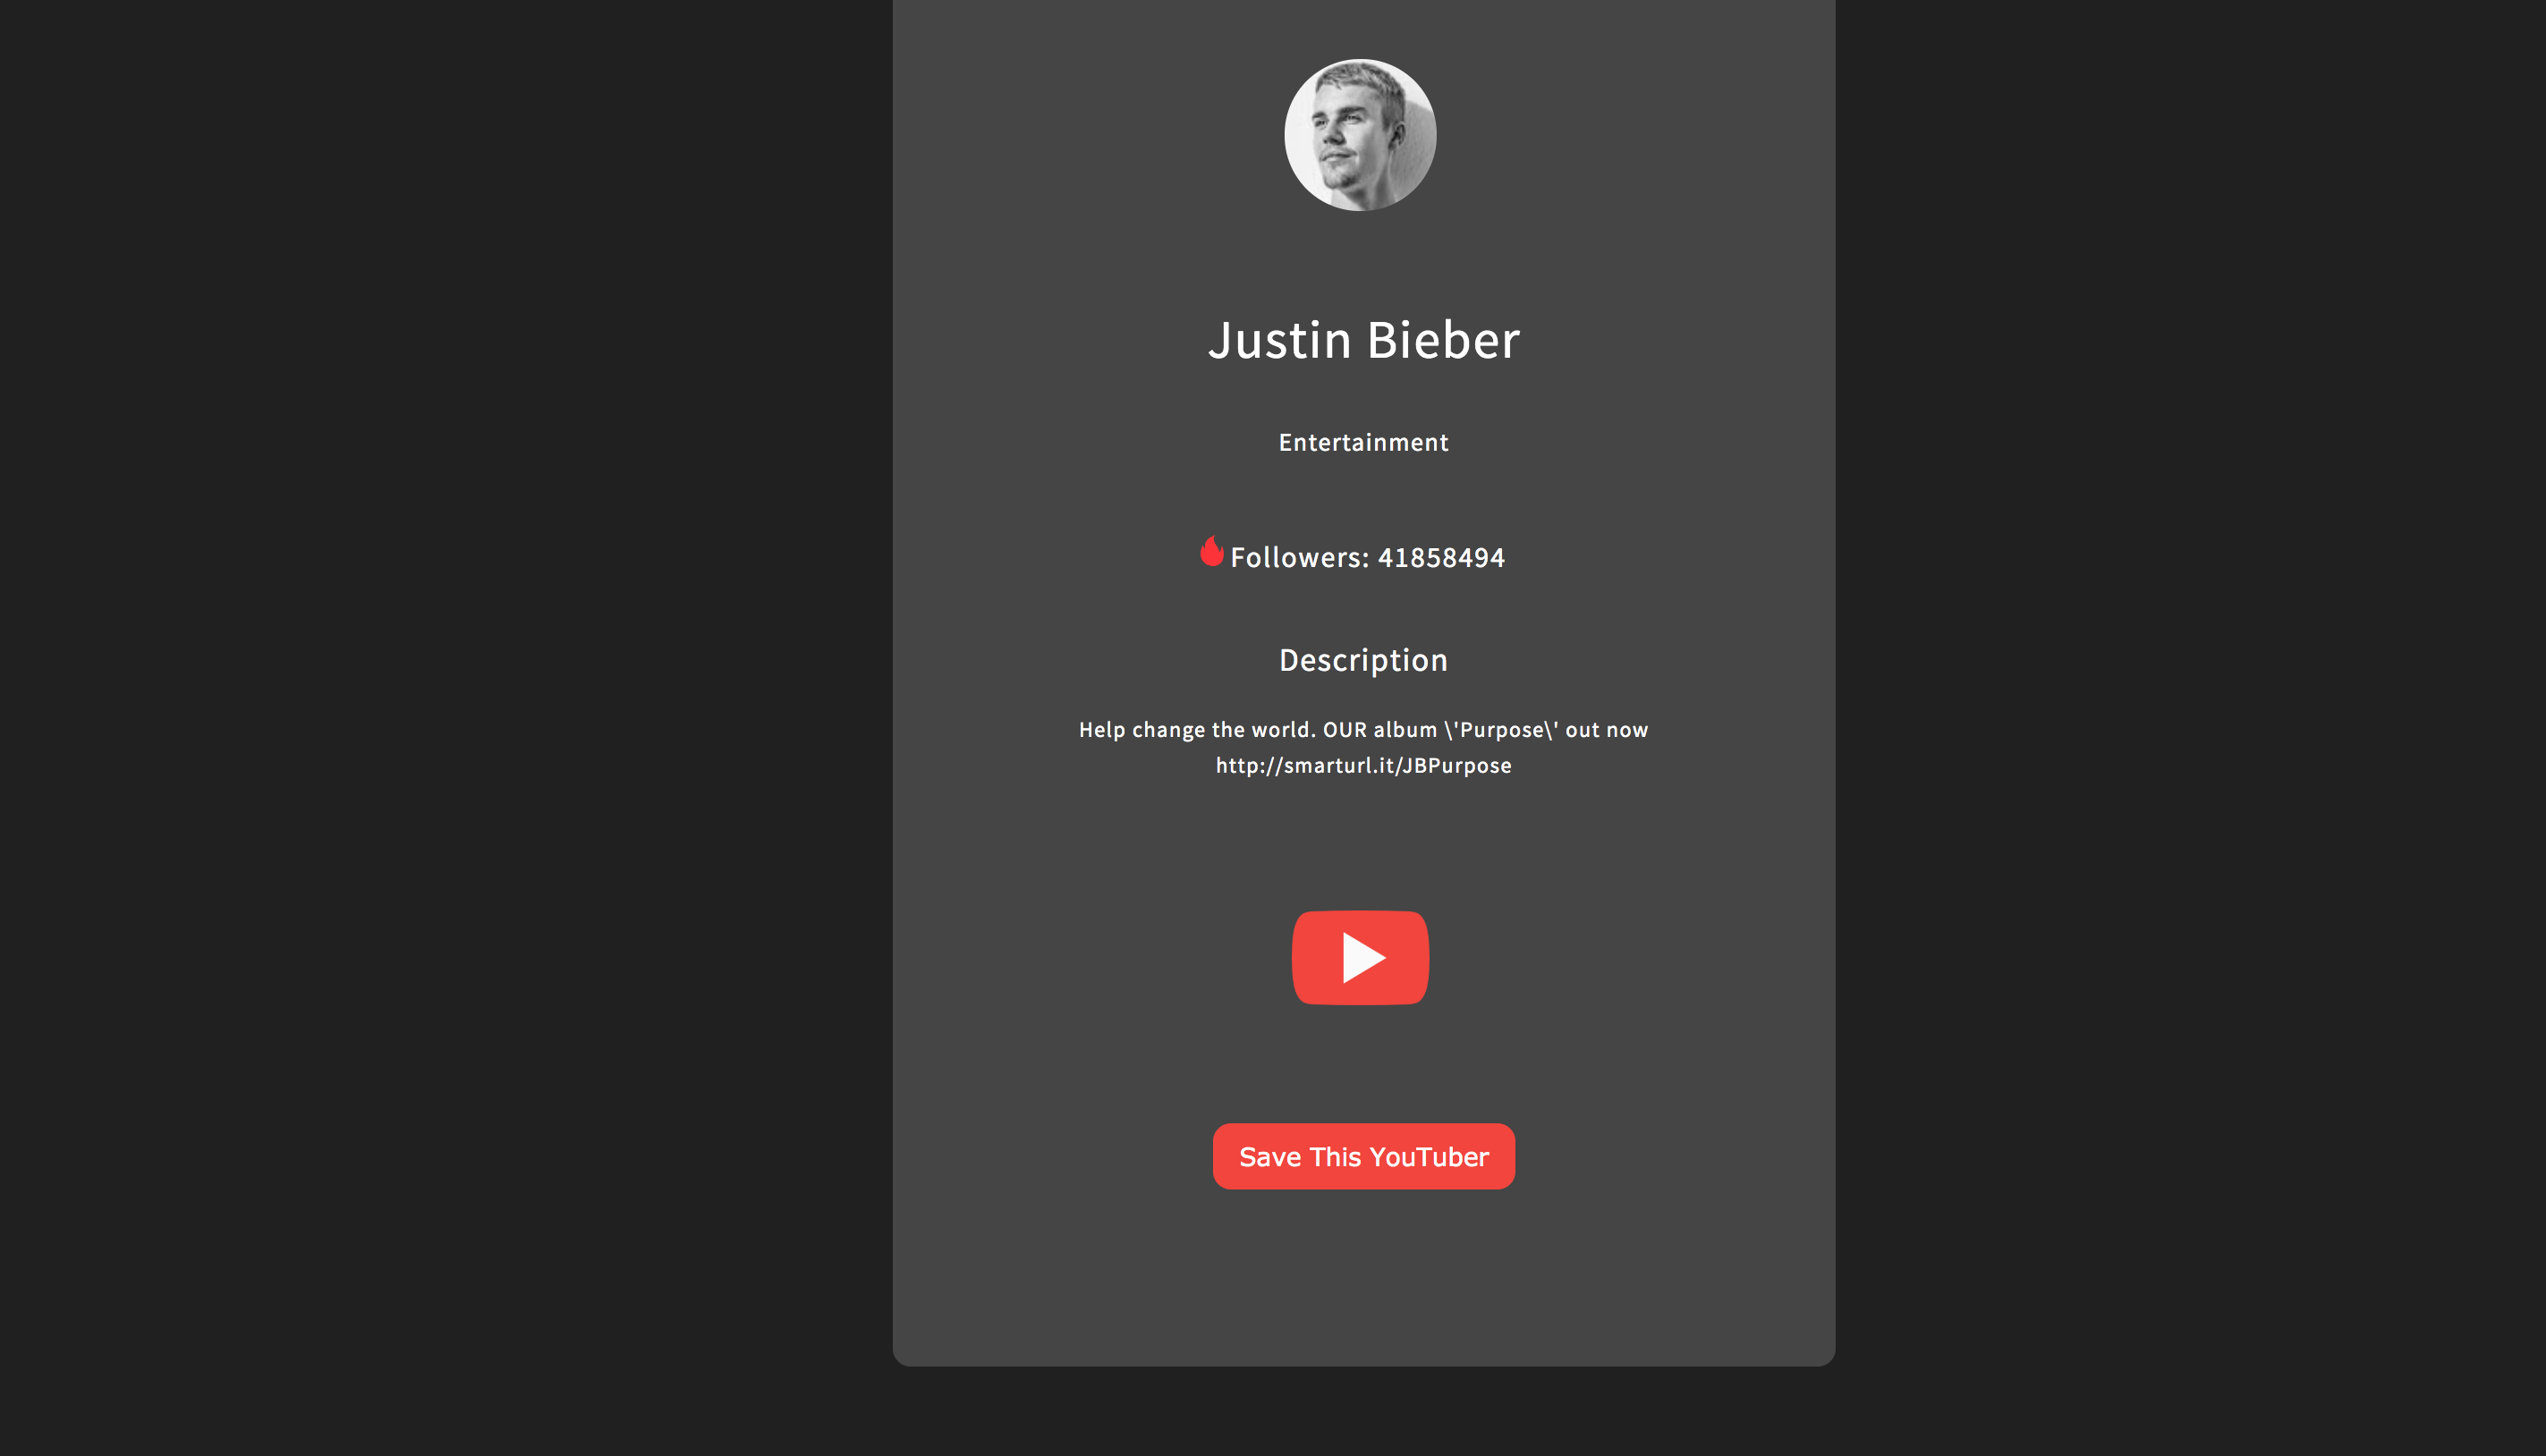 Justin Bieber
Entertainment
Followers: 41858494
Description
Help change the world. OUR album \'Purpose\' out now
http://smarturl.it/JBPurpose
Save This YouTuber